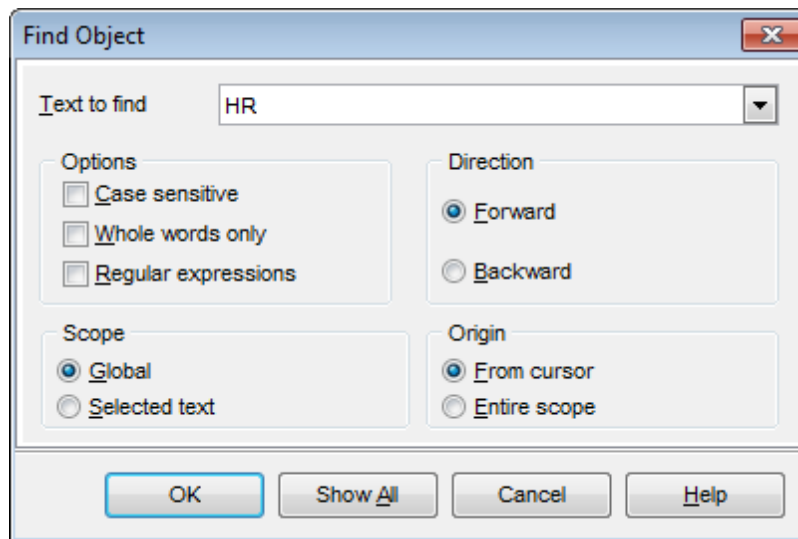 Find Object
Text to find HR
Options
Case sensitive
Whole words only
Regular expressions
Direction
Forward
Backward
Scope
Global
Selected text
Origin
From cursor
Entire scope
OK Show All Cancel Help